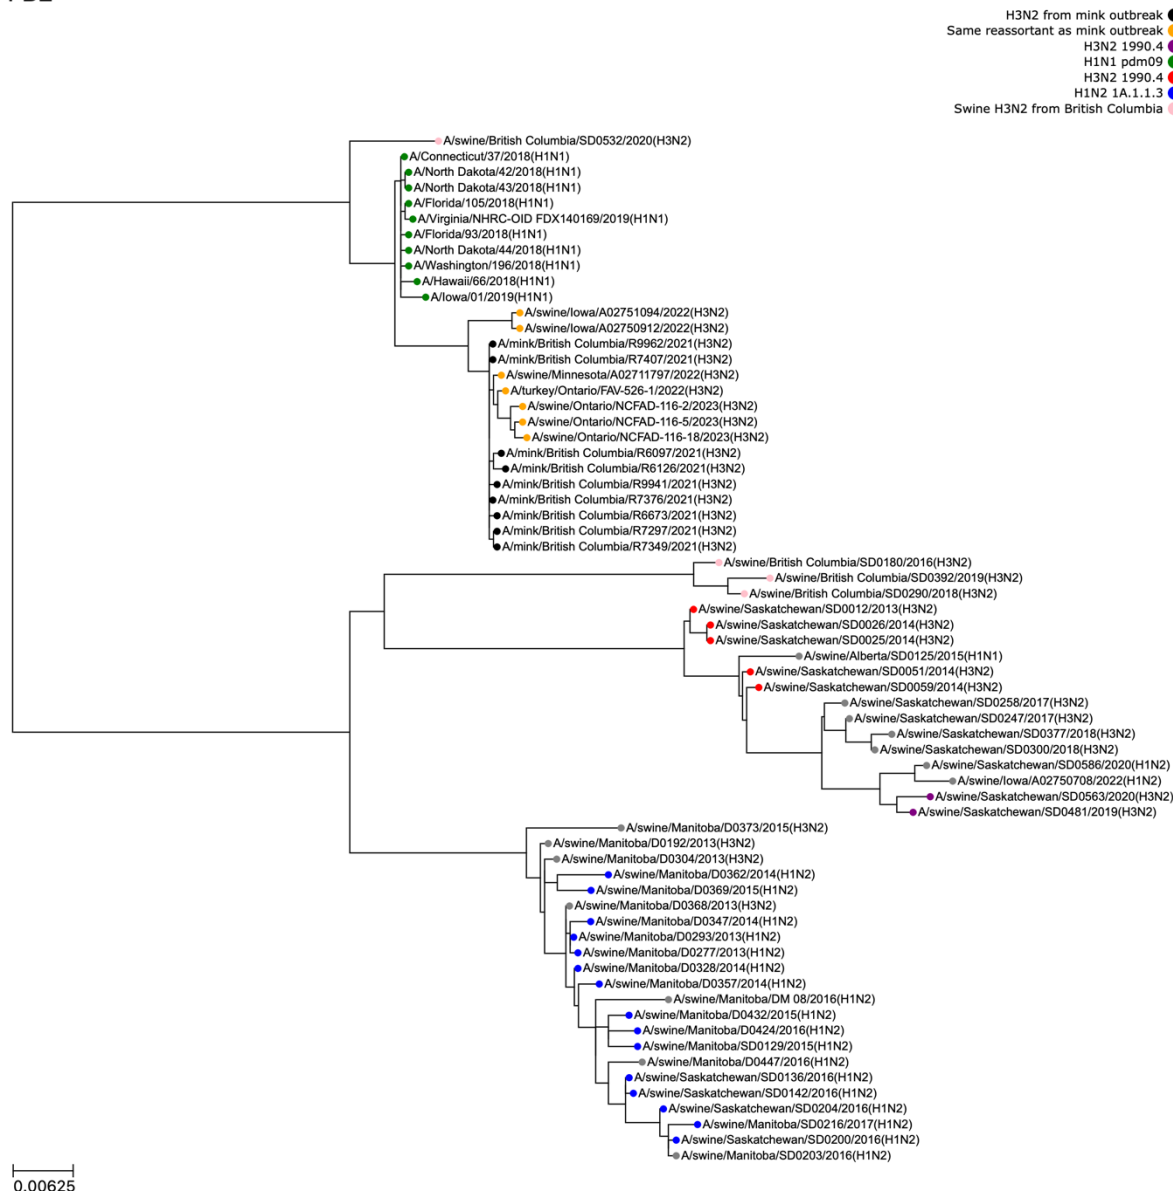 H3N2 from mink outbreak
Same reassortant as mink outbreak
H3N2 1990.4
H1N1 pdm09
H3N2 1990.4
H1N2 1A.1.1.3
Swine H3N2 from British Columbia
A/swine/British Columbia/SD0532/2020(H3N2)
A/Connecticut/37/2018(H1N1)
A/North Dakota/42/2018(H1N1)
A/North Dakota/43/2018(H1N1)
A/Florida/105/2018(H1N1)
A/Virginia/NHRC-OID FDX140169/2019(H1N1)
A/Florida/93/2018(H1N1)
A/North Dakota/44/2018(H1N1)
A/Washington/196/2018(H1N1)
A/Hawaii/66/2018(H1N1)
A/Iowa/01/2019(H1N1)
A/swine/Iowa/A02751094/2022(H3N2)
A/swine/Iowa/A02750912/2022(H3N2)
A/mink/British Columbia/R9962/2021(H3N2)
A/mink/British Columbia/R7407/2021(H3N2)
A/swine/Minnesota/A02711797/2022(H3N2)
A/turkey/Ontario/FAV-526-1/2022(H3N2)
A/swine/Ontario/NCFAD-116-2/2023(H3N2)
A/swine/Ontario/NCFAD-116-5/2023(H3N2)
A/swine/Ontario/NCFAD-116-18/2023(H3N2)
A/mink/British Columbia/R6097/2021(H3N2)
A/mink/British Columbia/R6126/2021(H3N2)
A/mink/British Columbia/R9941/2021(H3N2)
A/mink/British Columbia/R7376/2021(H3N2)
A/mink/British Columbia/R6673/2021(H3N2)
A/mink/British Columbia/R7297/2021(H3N2)
A/mink/British Columbia/R7349/2021(H3N2)
A/swine/British Columbia/SD0180/2016(H3N2)
A/swine/British Columbia/SD0392/2019(H3N2)
A/swine/British Columbia/SD0290/2018(H3N2)
A/swine/Saskatchewan/SD0012/2013(H3N2)
A/swine/Saskatchewan/SD0026/2014(H3N2)
A/swine/Saskatchewan/SD0025/2014(H3N2)
A/swine/Alberta/SD0125/2015(H1N1)
A/swine/Saskatchewan/SD0051/2014(H3N2)
A/swine/Saskatchewan/SD0059/2014(H3N2)
A/swine/Saskatchewan/SD0258/2017(H3N2)
A/swine/Saskatchewan/SD0247/2017(H3N2)
A/swine/Saskatchewan/SD0377/2018(H3N2)
A/swine/Saskatchewan/SD0300/2018(H3N2)
A/swine/Saskatchewan/SD0586/2020(H1N2)
A/swine/Iowa/A02750708/2022(H1N2)
A/swine/Saskatchewan/SD0563/2020(H3N2)
A/swine/Saskatchewan/SD0481/2019(H3N2)
A/swine/Manitoba/D0373/2015(H3N2)
A/swine/Manitoba/D0192/2013(H3N2)
A/swine/Manitoba/D0304/2013(H3N2)
A/swine/Manitoba/D0362/2014(H1N2)
A/swine/Manitoba/D0369/2015(H1N2)
A/swine/Manitoba/D0368/2013(H3N2)
A/swine/Manitoba/D0347/2014(H1N2)
A/swine/Manitoba/D0293/2013(H1N2)
A/swine/Manitoba/D0277/2013(H1N2)
A/swine/Manitoba/D0328/2014(H1N2)
A/swine/Manitoba/D0357/2014(H1N2)
A/swine/Manitoba/DM 08/2016(H1N2)
A/swine/Manitoba/D0432/2015(H1N2)
A/swine/Manitoba/D0424/2016(H1N2)
A/swine/Manitoba/SD0129/2015(H1N2)
A/swine/Manitoba/D0447/2016(H1N2)
A/swine/Saskatchewan/SD0136/2016(H1N2)
A/swine/Saskatchewan/SD0142/2016(H1N2)
A/swine/Saskatchewan/SD0204/2016(H1N2)
A/swine/Manitoba/SD0216/2017(H1N2)
A/swine/Saskatchewan/SD0200/2016(H1N2)
A/swine/Manitoba/SD0203/2016(H1N2)
0.00625